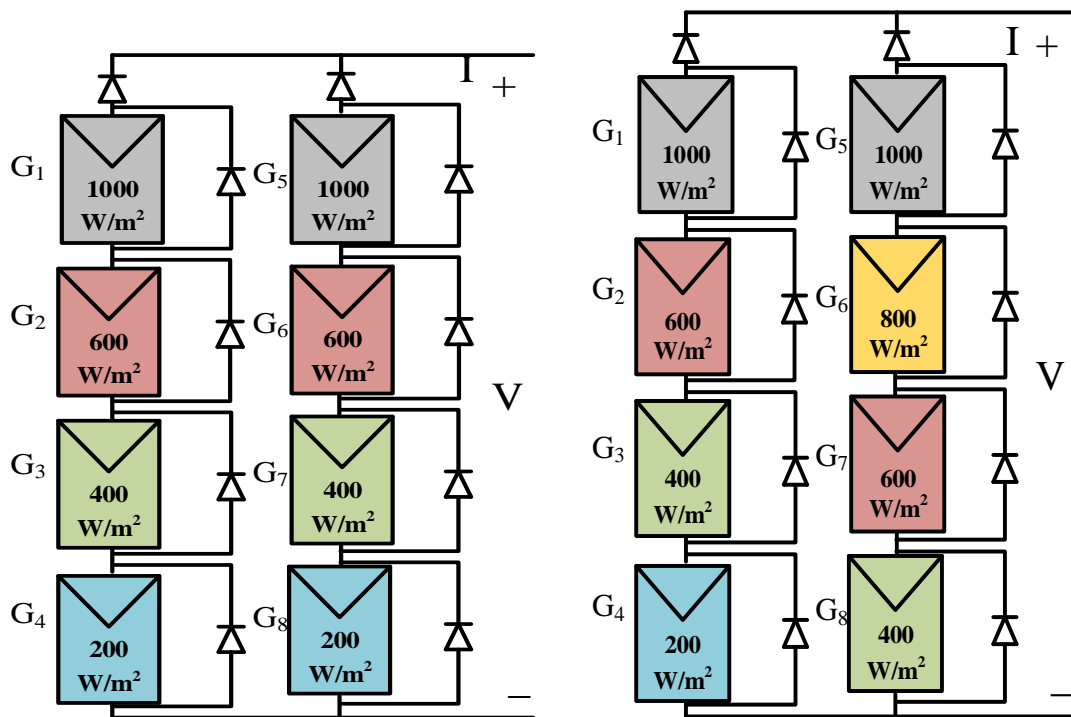 I +
G₁
1000
W/m²
G₅
1000
W/m²
G₂
600
W/m²
G₆
600
W/m²
V
G₃
400
W/m²
G₇
400
W/m²
G₄
200
W/m²
G₈
200
W/m²
−
I +
G₁
1000
W/m²
G₅
1000
W/m²
G₂
600
W/m²
G₆
800
W/m²
V
G₃
400
W/m²
G₇
600
W/m²
G₄
200
W/m²
G₈
400
W/m²
−